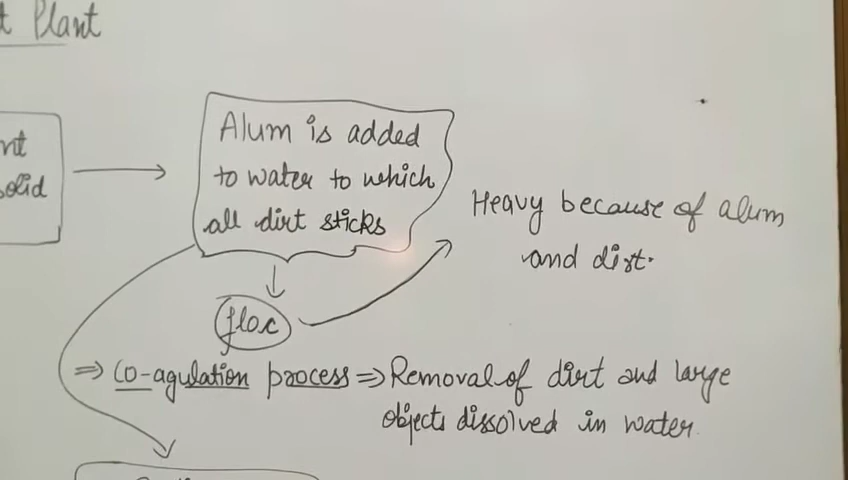 t Plant
nt
solid
Alum is added
to water to which
all dirt sticks
Heavy because of alum
and dirt.
floc
⇒ Co-agulation process ⇒ Removal of dirt and large
objects dissolved in water.